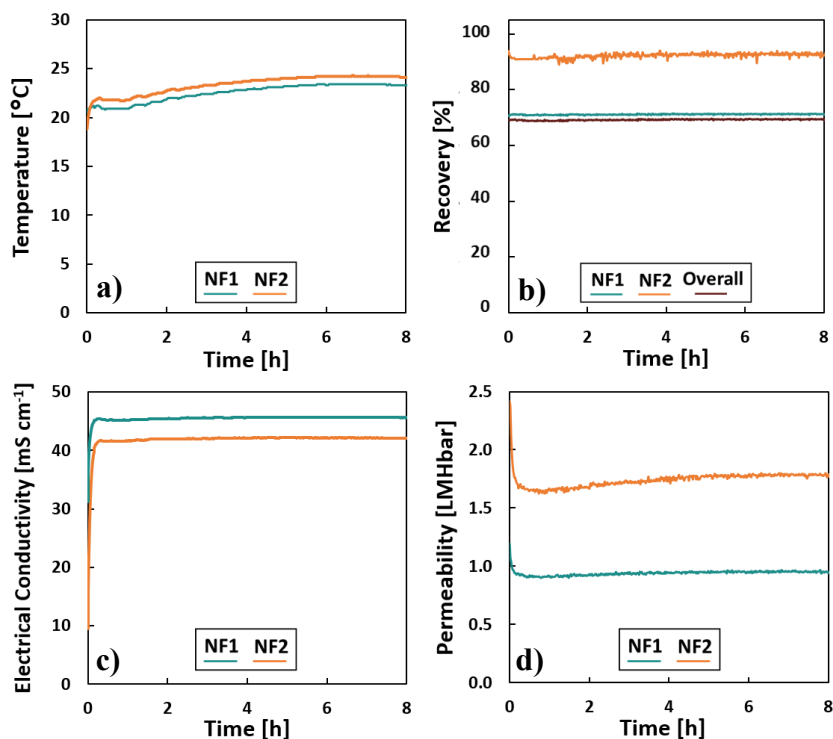 Temperature [°C]
30
25
20
15
10
5
0
0
2
4
6
8
Time [h]
NF1 NF2
a)
Recovery [%]
100
80
60
40
20
0
0
2
4
6
8
Time [h]
NF1 NF2 Overall
b)
Electrical Conductivity [mS cm⁻¹]
50
40
30
20
10
0
0
2
4
6
8
Time [h]
NF1 NF2
c)
Permeability [LMHbar]
2.5
2.0
1.5
1.0
0.5
0.0
0
2
4
6
8
Time [h]
NF1 NF2
d)